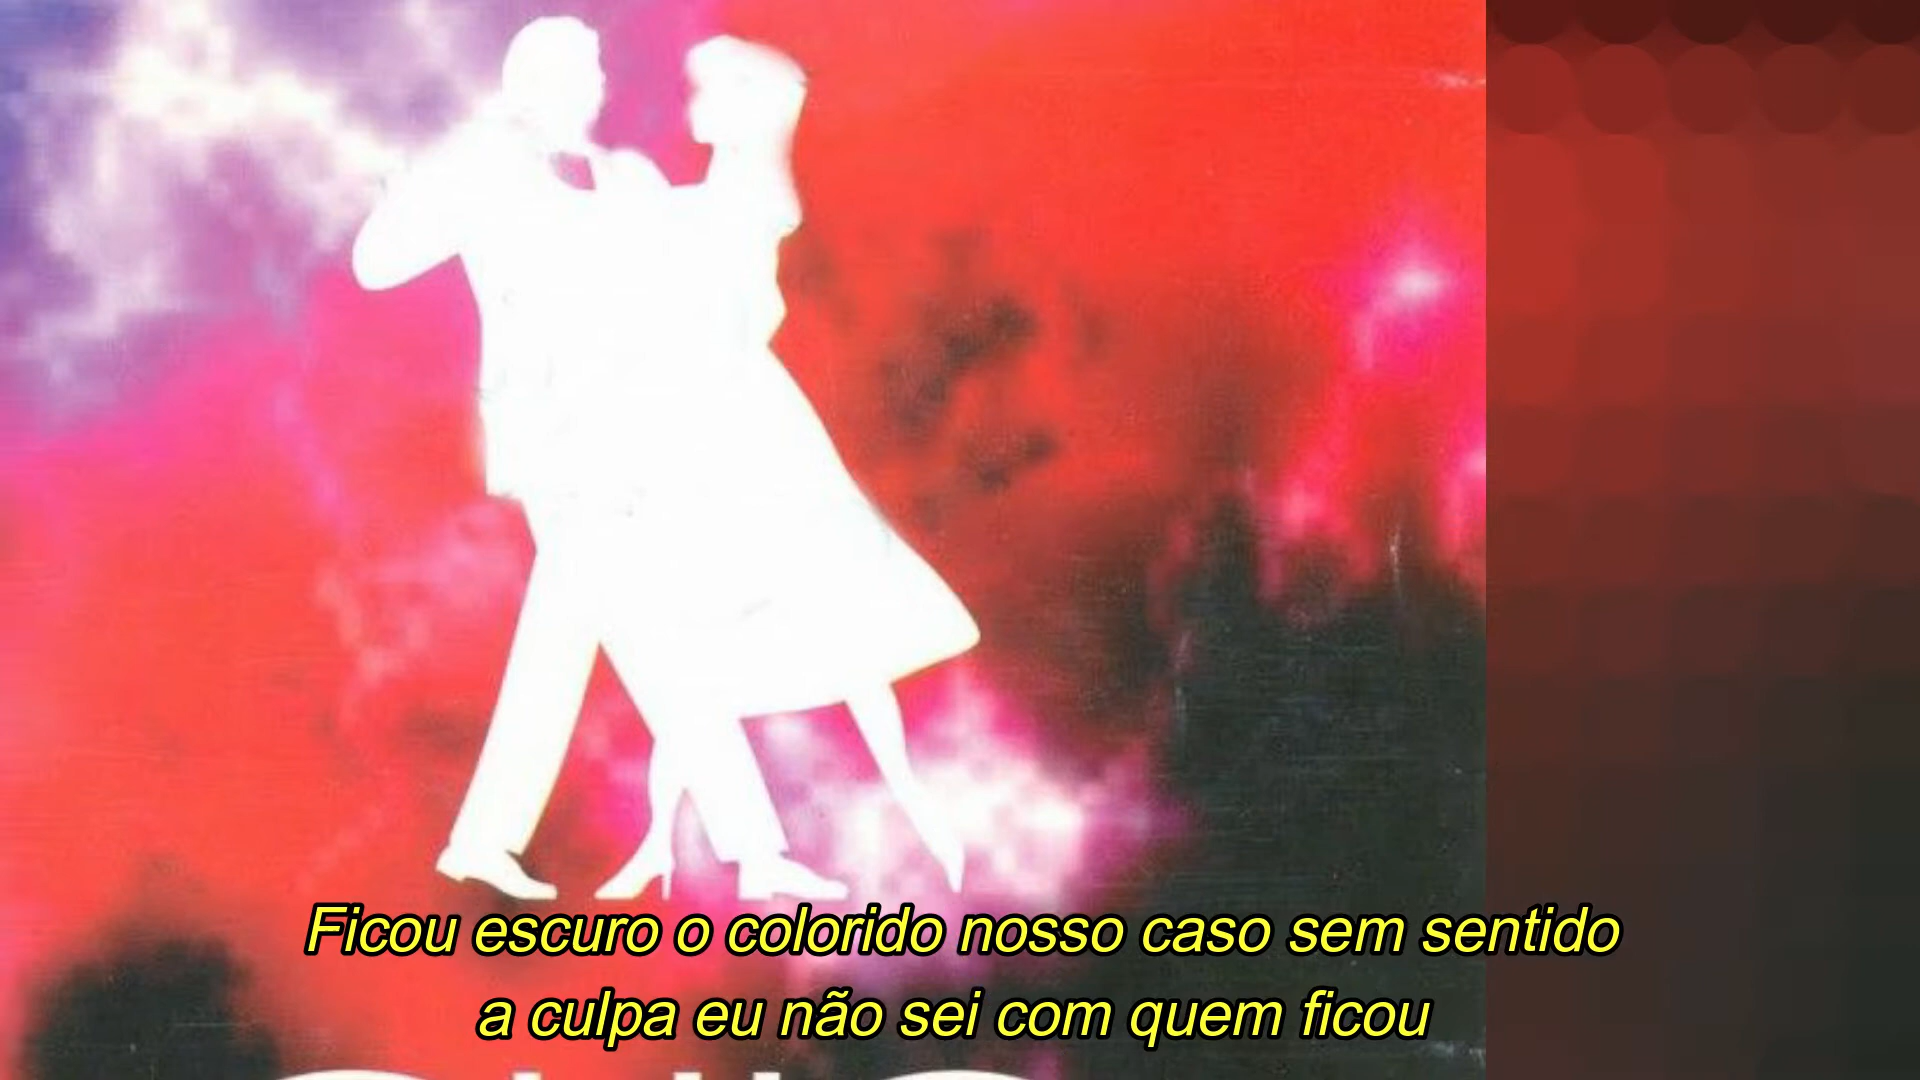 Ficou escuro o colorido nosso caso sem sentido
a culpa eu não sei com quem ficou